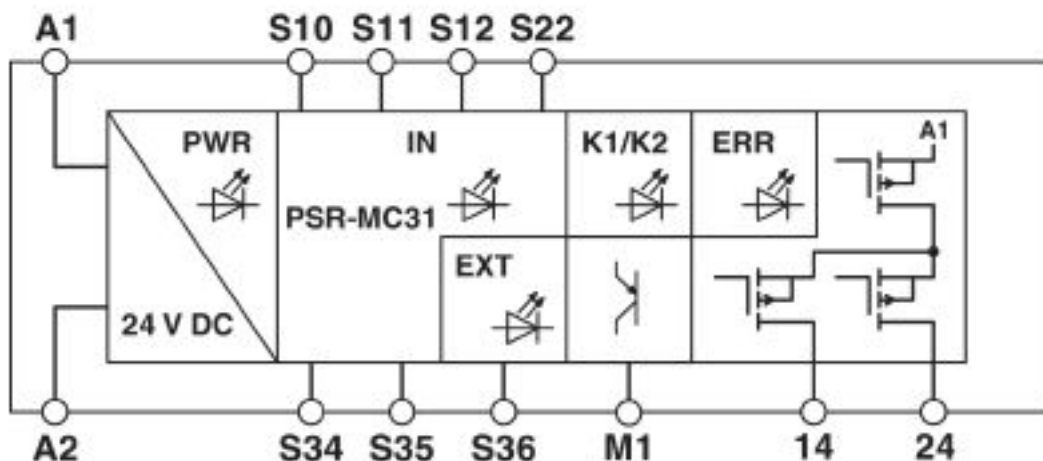 A1 S10 S11 S12 S22
PWR IN K1/K2 ERR A1
PSR-MC31
EXT
24 V DC
A2 S34 S35 S36 M1 14 24